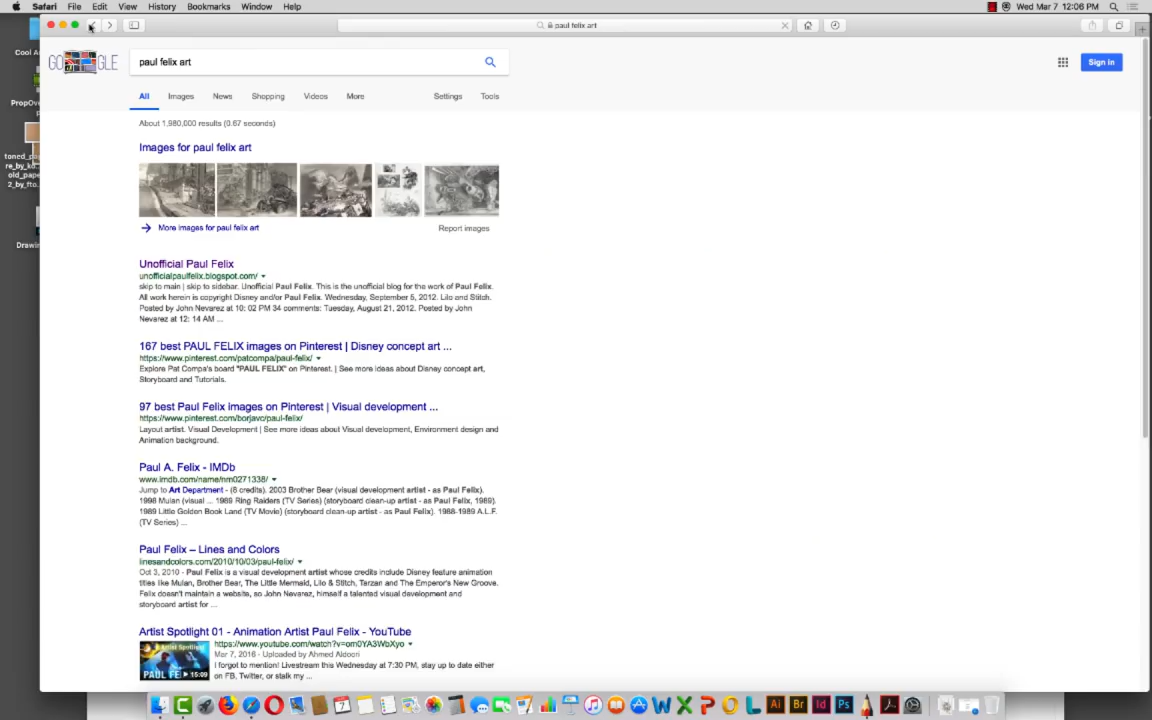 Safari File Edit View History Bookmarks Window Help Wed Mar 7 12:06 PM
paul felix art
Cool
GO GLE
paul felix art
Sign in
All Images News Shopping Videos More Settings Tools
About 1,980,000 results (0.67 seconds)
Images for paul felix art
More images for paul felix art Report images
Unofficial Paul Felix
unofficialpaulfelix.blogspot.com/
skip to main | skip to sidebar. Unofficial Paul Felix. This is the unofficial blog for the work of Paul Felix.
All work herein is copyright Disney and/or Paul Felix. Wednesday, September 5, 2012. Lilo and Stitch.
Posted by John Nevarez at 10: 02 PM 34 comments: Tuesday, August 21, 2012. Posted by John
Nevarez at 12: 14 AM ...
167 best PAUL FELIX images on Pinterest | Disney concept art ...
https://www.pinterest.com/patcompa/paul-felix/
Explore Pat Compa's board "PAUL FELIX" on Pinterest. | See more ideas about Disney concept art,
Storyboard and Tutorials.
97 best Paul Felix images on Pinterest | Visual development ...
https://www.pinterest.com/borjavc/paul-felix/
Layout artist. Visual Development | See more ideas about Visual development, Environment design and
Animation background.
Paul A. Felix - IMDb
www.imdb.com/name/nm0271338/
Jump to Art Department - (6 credits). 2003 Brother Bear (visual development artist - as Paul Felix).
1998 Mulan (visual ... 1989 Ring Raiders (TV Series) (storyboard clean-up artist - as Paul Felix, 1989).
1989 Little Golden Book Land (TV Movie) (storyboard clean-up artist - as Paul Felix). 1988-1989 A.L.F.
(TV Series) ...
Paul Felix – Lines and Colors
linesandcolors.com/2010/10/03/paul-felix/
Oct 3, 2010 - Paul Felix is a visual development artist whose credits include Disney feature animation
titles like Mulan, Brother Bear, The Little Mermaid, Lilo & Stitch, Tarzan and The Emperor's New Groove.
Felix doesn't maintain a website, so John Nevarez, himself a talented visual development and
storyboard artist for ...
Artist Spotlight 01 - Animation Artist Paul Felix - YouTube
https://www.youtube.com/watch?v=om0YA3WbXyo
Mar 7, 2016 - Uploaded by Ahmed Aldoori
I forgot to mention! Livestream this Wednesday at 7:30 PM, stay up to date either
on FB, Twitter, or stalk my ...
Artist Spotlight
PAUL FE 15:09